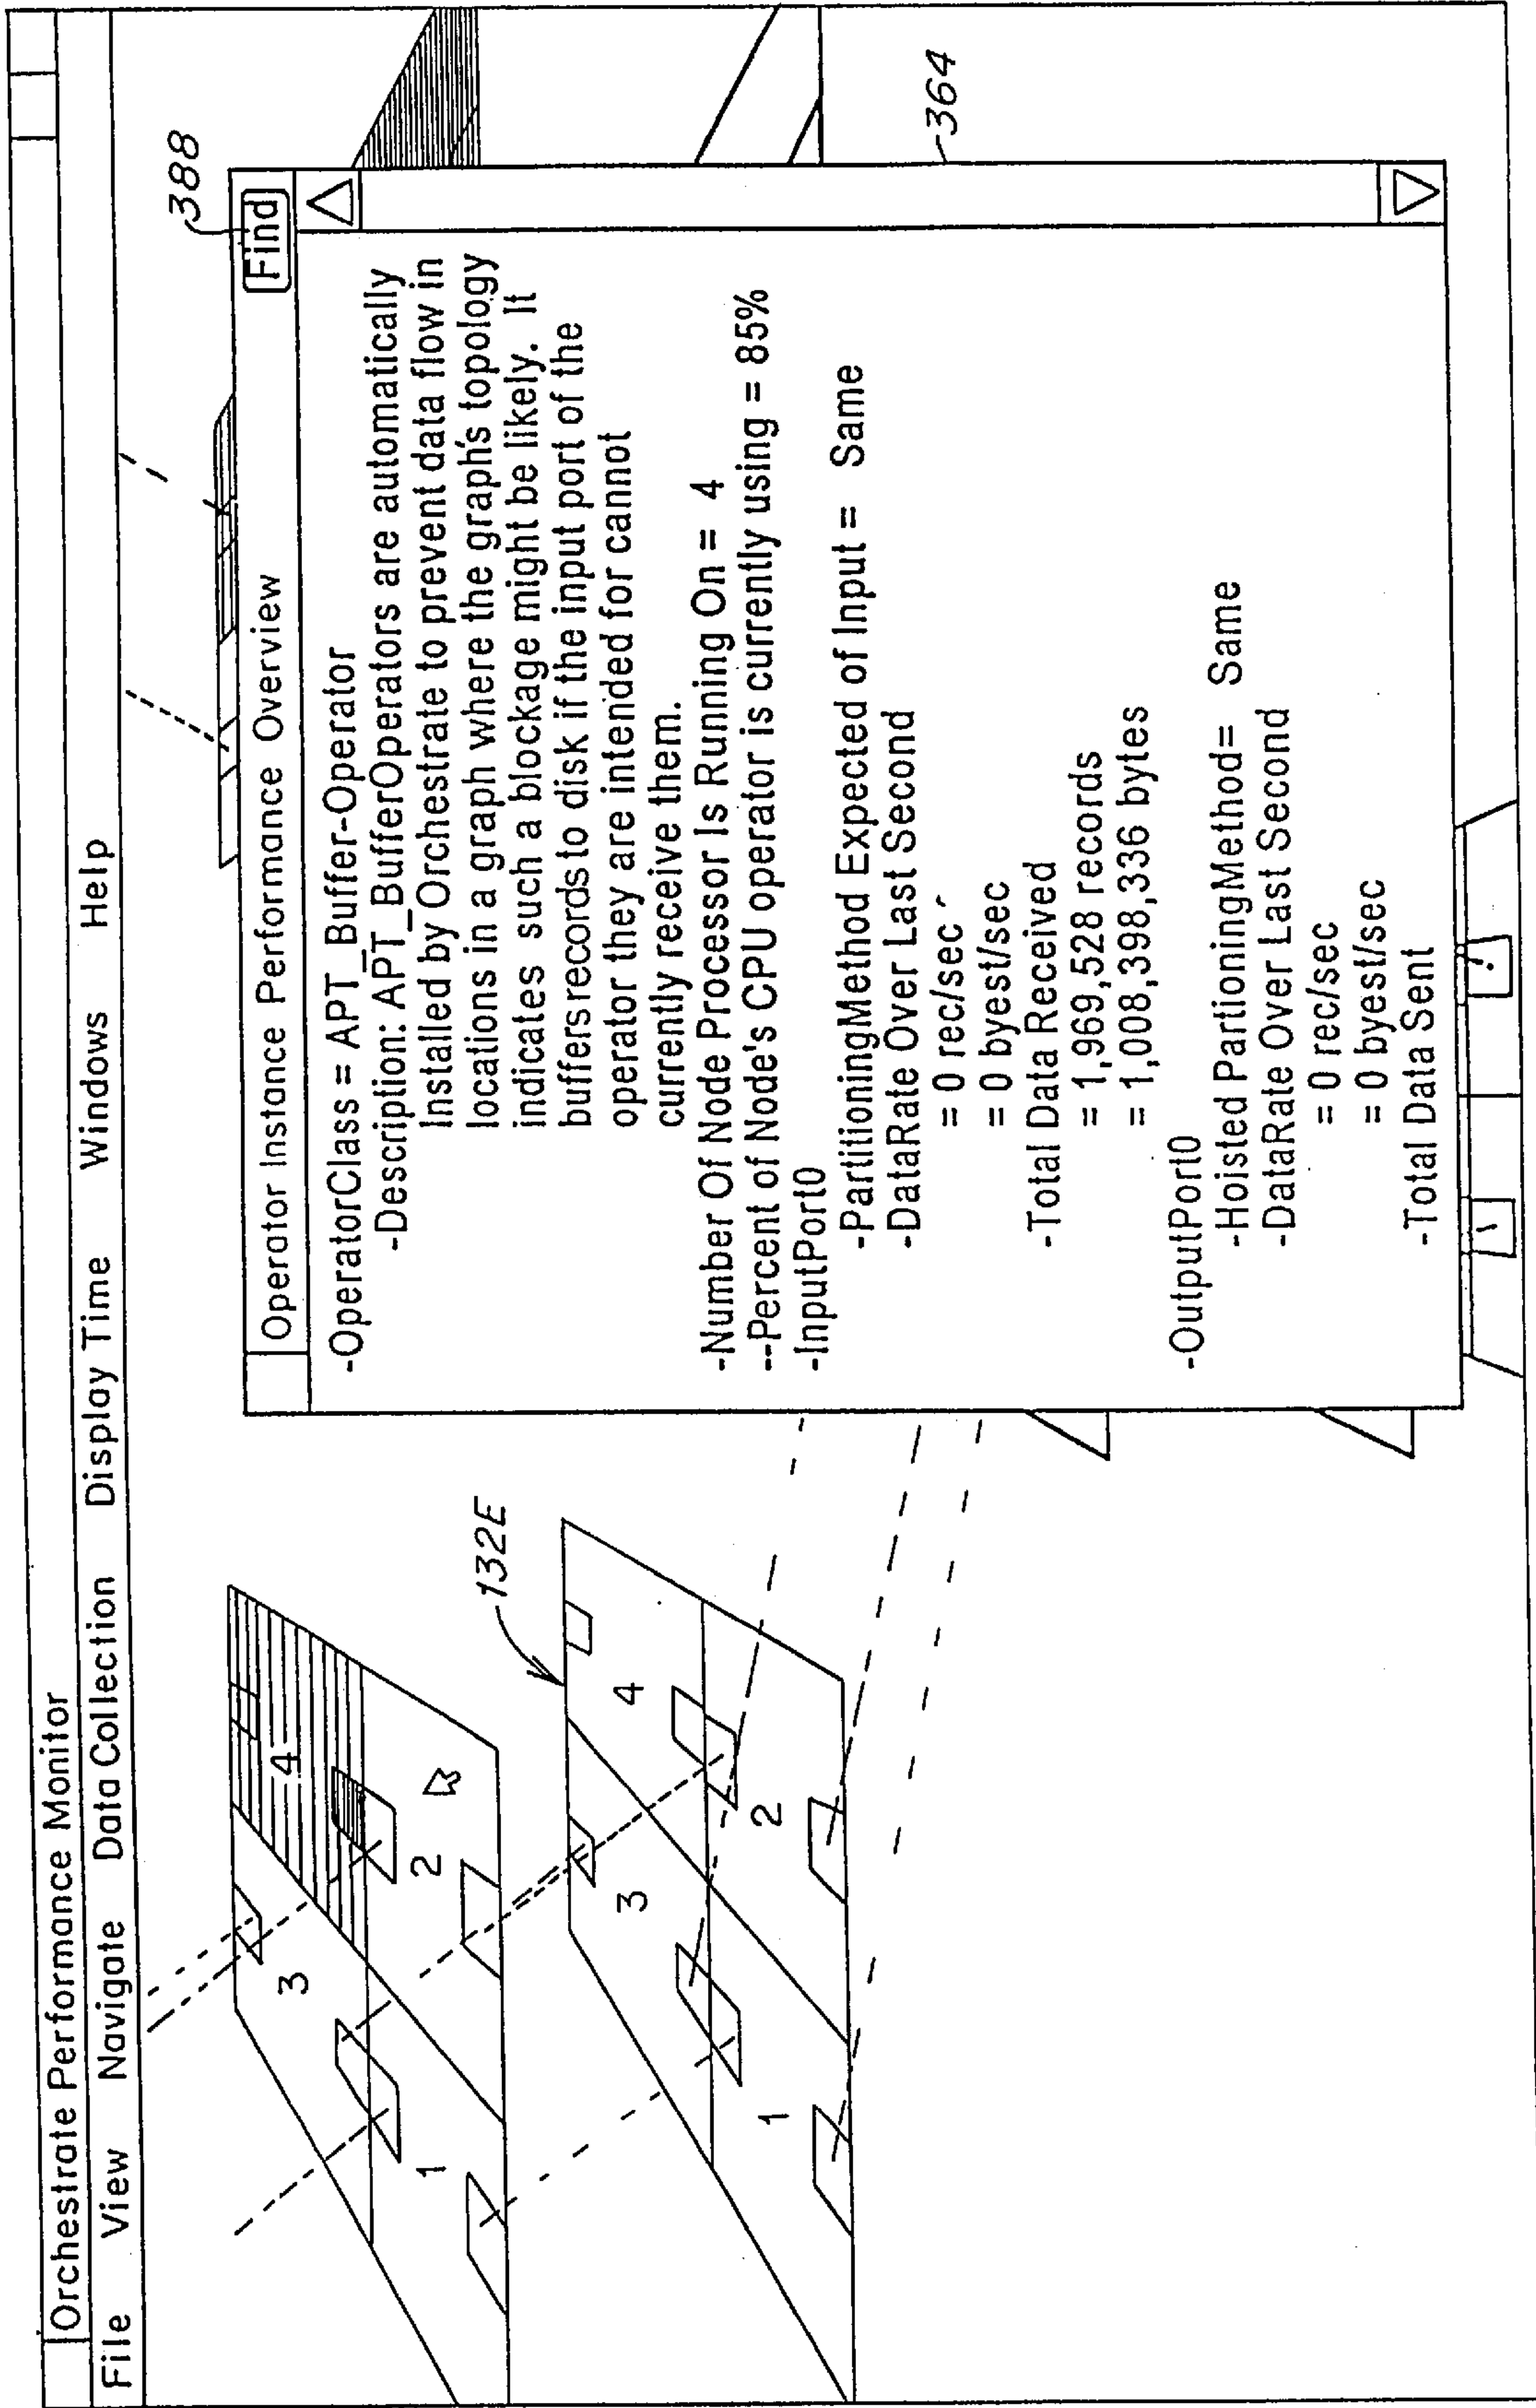 Orchestrate Performance Monitor
File View Navigate Data Collection Display Time Windows Help
388
Operator Instance Performance Overview Find
-OperatorClass = APT_Buffer-Operator
-Description: APT_BufferOperators are automatically
Installed by Orchestrate to prevent data flow in
locations in a graph where the graph's topology
indicates such a blockage might be likely. It
buffers records to disk if the input port of the
operator they are intended for cannot
currently receive them.
-Number Of Node Processor Is Running On = 4
--Percent of Node's CPU operator is currently using = 85%
-InputPort0
-PartitioningMethod Expected of Input = Same
-DataRate Over Last Second
= 0 rec/sec
= 0 byest/sec
-Total Data Received
= 1,969,528 records
= 1,008,398,336 bytes
-OutputPort0
-Hoisted PartioningMethod= Same
-DataRate Over Last Second
= 0 rec/sec
= 0 byest/sec
-Total Data Sent
364
3
4
1
2
132E
3
4
1
2